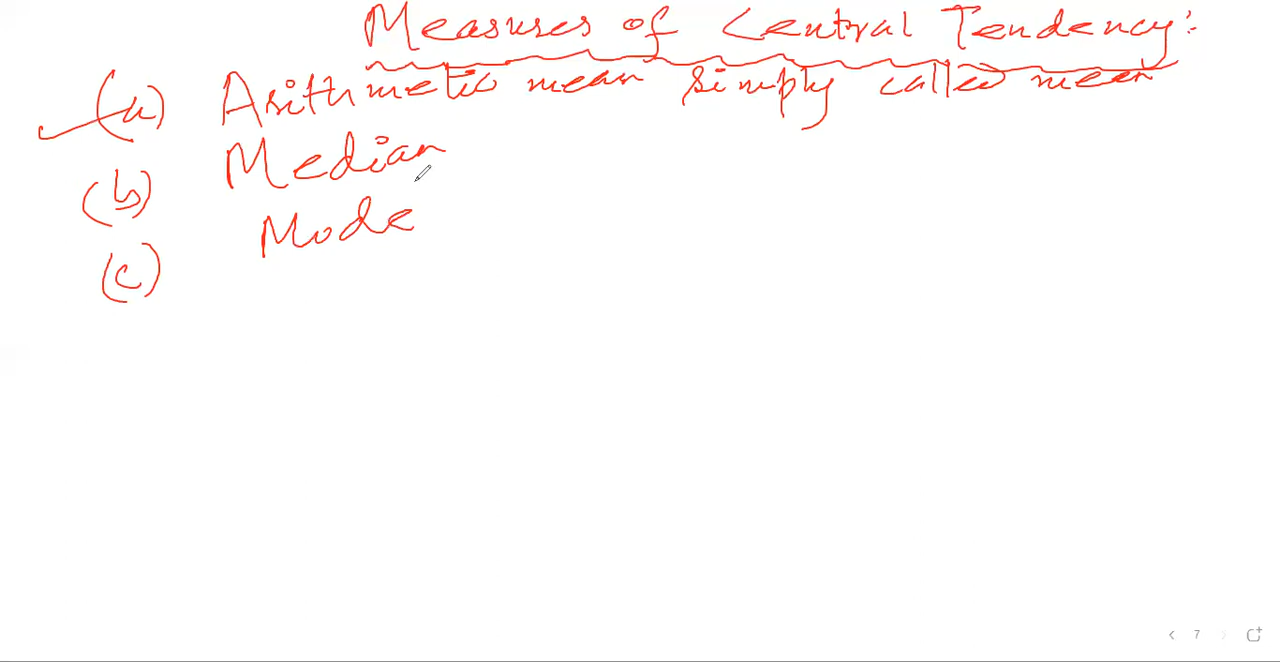 Measures of Central Tendency:
(a) Arithmetic mean simply called mean
(b) Median
(c) Mode
7